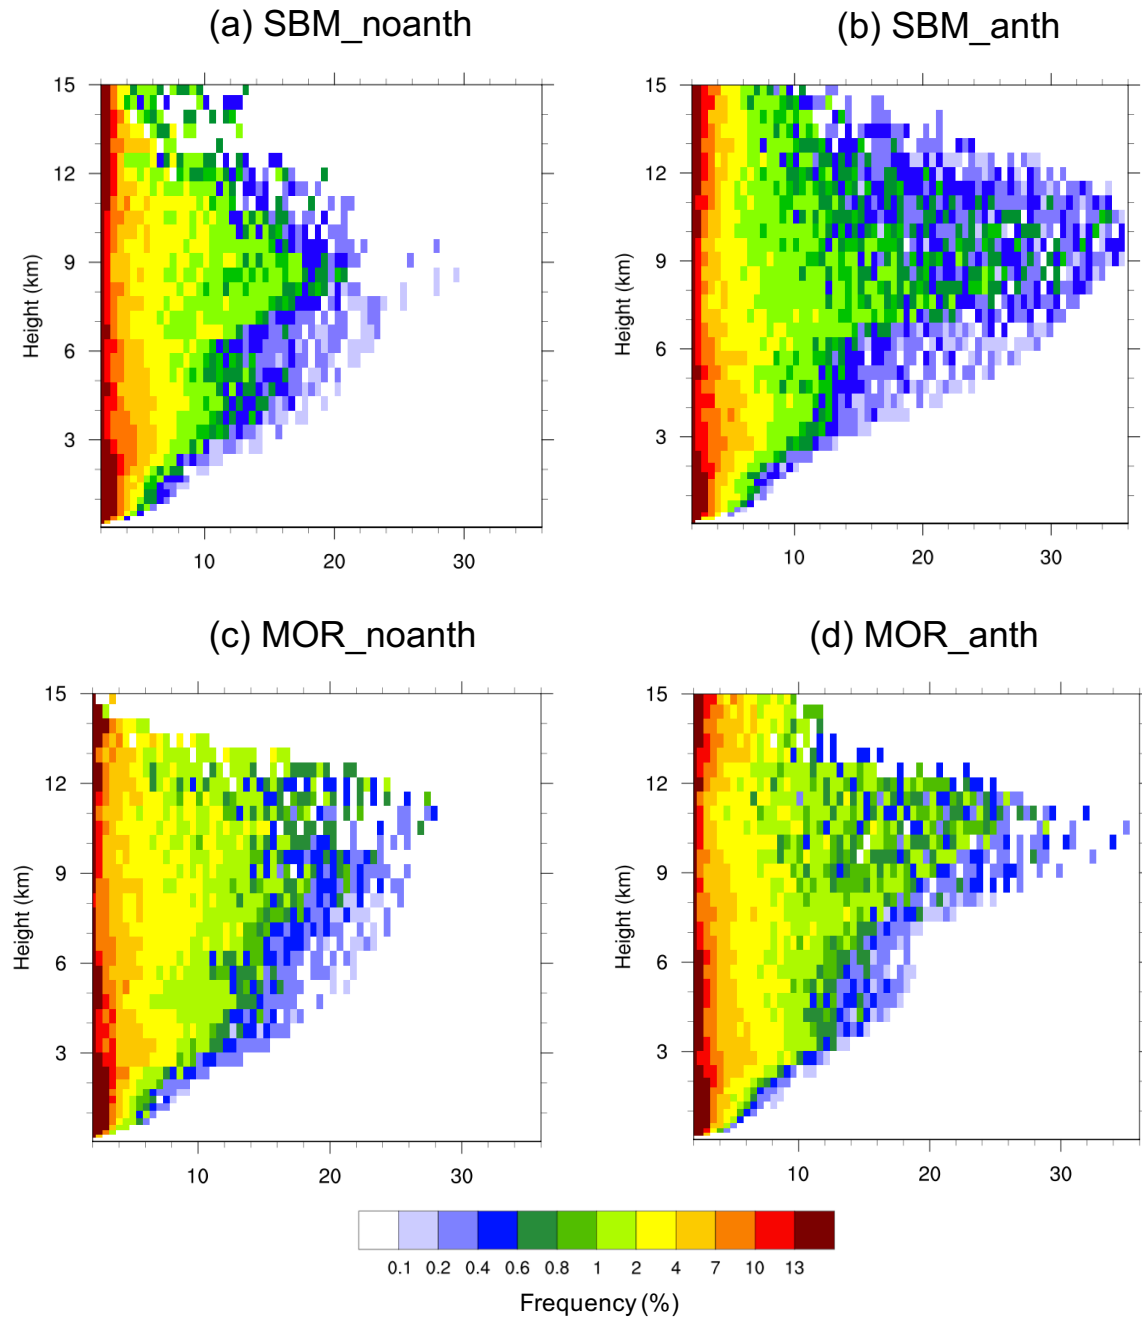 (a) SBM_noanth
(b) SBM_anth
15
12
9
6
3
Height (km)
10 20 30
15
12
9
6
3
Height (km)
10 20 30
(c) MOR_noanth
(d) MOR_anth
15
12
9
6
3
Height (km)
10 20 30
15
12
9
6
3
Height (km)
10 20 30
0.1 0.2 0.4 0.6 0.8 1 2 4 7 10 13
Frequency (%)